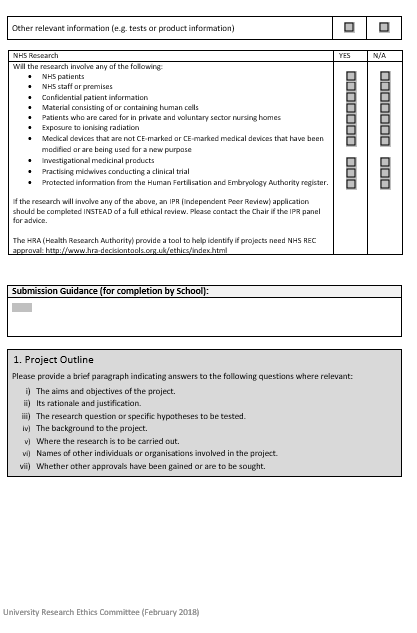 Other relevant information (e.g. tests or product information)
NHS Research YES N/A
Will the research involve any of the following:
• NHS patients
• NHS staff or premises
• Confidential patient information
• Material consisting of or containing human cells
• Patients who are cared for in private and voluntary sector nursing homes
• Exposure to ionising radiation
• Medical devices that are not CE-marked or CE-marked medical devices that have been
modified or are being used for a new purpose
• Investigational medicinal products
• Practising midwives conducting a clinical trial
• Protected information from the Human Fertilisation and Embryology Authority register.
If the research will involve any of the above, an IPR (Independent Peer Review) application
should be completed INSTEAD of a full ethical review. Please contact the Chair if the IPR panel
for advice.
The HRA (Health Research Authority) provide a tool to help identify if projects need NHS REC
approval: http://www.hra-decisiontools.org.uk/ethics/index.html
Submission Guidance (for completion by School):
1. Project Outline
Please provide a brief paragraph indicating answers to the following questions where relevant:
i) The aims and objectives of the project.
ii) Its rationale and justification.
iii) The research question or specific hypotheses to be tested.
iv) The background to the project.
v) Where the research is to be carried out.
vi) Names of other individuals or organisations involved in the project.
vii) Whether other approvals have been gained or are to be sought.
University Research Ethics Committee (February 2018)